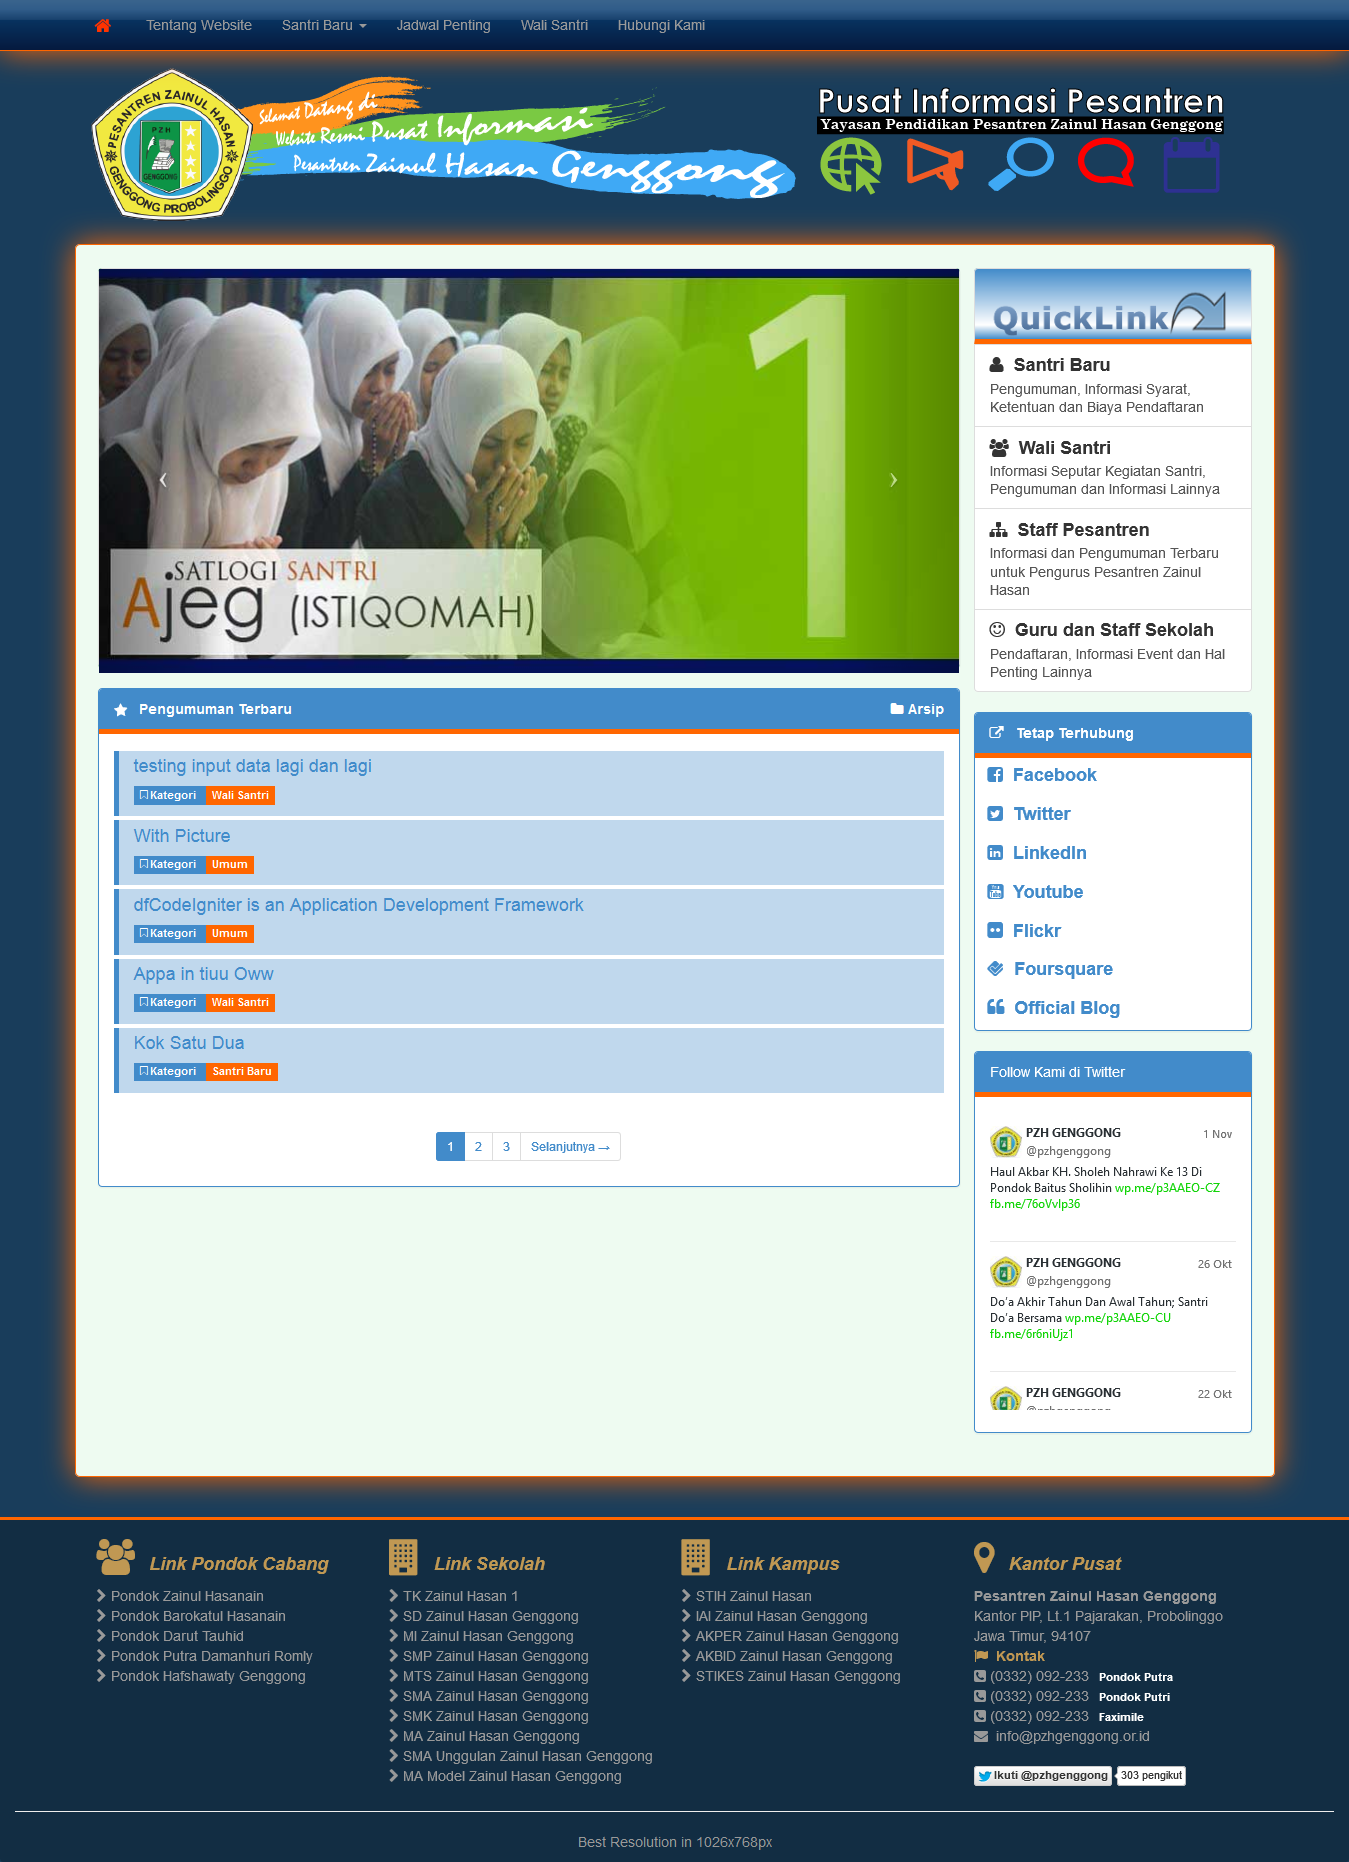 Tentang Website
Santri Baru
Jadwal Penting
Wali Santri
Hubungi Kami
PESANTREN ZAINUL HASAN
PZH
GENGGONG
GENGGONG PROBOLINGGO
Selamat Datang di
Website Resmi Pusat Informasi
Pesantren Zainul Hasan Genggong
Pusat Informasi Pesantren
Yayasan Pendidikan Pesantren Zainul Hasan Genggong
1
SATLOGI SANTRI
Ajeg (ISTIQOMAH)
QuickLink
Santri Baru
Pengumuman, Informasi Syarat,
Ketentuan dan Biaya Pendaftaran
Wali Santri
Informasi Seputar Kegiatan Santri,
Pengumuman dan Informasi Lainnya
Staff Pesantren
Informasi dan Pengumuman Terbaru
untuk Pengurus Pesantren Zainul
Hasan
Guru dan Staff Sekolah
Pendaftaran, Informasi Event dan Hal
Penting Lainnya
Pengumuman Terbaru
Arsip
testing input data lagi dan lagi
Kategori Wali Santri
With Picture
Kategori Umum
dfCodeIgniter is an Application Development Framework
Kategori Umum
Appa in tiuu Oww
Kategori Wali Santri
Kok Satu Dua
Kategori Santri Baru
1 2 3 Selanjutnya →
Tetap Terhubung
Facebook
Twitter
LinkedIn
Youtube
Flickr
Foursquare
Official Blog
Follow Kami di Twitter
PZH GENGGONG 1 Nov
@pzhgenggong
Haul Akbar KH. Sholeh Nahrawi Ke 13 Di
Pondok Baitus Sholihin wp.me/p3AAEO-CZ
fb.me/76oVvlp36
PZH GENGGONG 26 Okt
@pzhgenggong
Do'a Akhir Tahun Dan Awal Tahun; Santri
Do'a Bersama wp.me/p3AAEO-CU
fb.me/6r6niUjz1
PZH GENGGONG 22 Okt
@pzhgenggong
Link Pondok Cabang
Pondok Zainul Hasanain
Pondok Barokatul Hasanain
Pondok Darut Tauhid
Pondok Putra Damanhuri Romly
Pondok Hafshawaty Genggong
Link Sekolah
TK Zainul Hasan 1
SD Zainul Hasan Genggong
MI Zainul Hasan Genggong
SMP Zainul Hasan Genggong
MTS Zainul Hasan Genggong
SMA Zainul Hasan Genggong
SMK Zainul Hasan Genggong
MA Zainul Hasan Genggong
SMA Unggulan Zainul Hasan Genggong
MA Model Zainul Hasan Genggong
Link Kampus
STIH Zainul Hasan
IAI Zainul Hasan Genggong
AKPER Zainul Hasan Genggong
AKBID Zainul Hasan Genggong
STIKES Zainul Hasan Genggong
Kantor Pusat
Pesantren Zainul Hasan Genggong
Kantor PIP, Lt.1 Pajarakan, Probolinggo
Jawa Timur, 94107
Kontak
(0332) 092-233 Pondok Putra
(0332) 092-233 Pondok Putri
(0332) 092-233 Faximile
info@pzhgenggong.or.id
Ikuti @pzhgenggong 303 pengikut
Best Resolution in 1026x768px